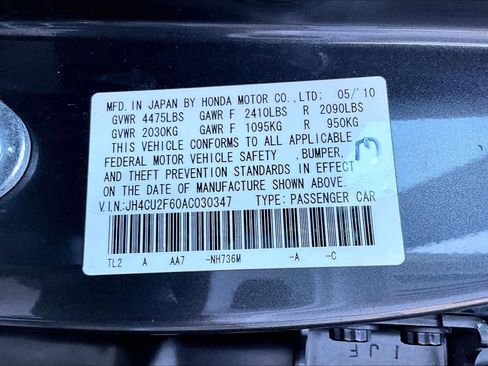 MFD.IN JAPAN BY HONDA MOTOR CO.,LTD: 05/'10
GVWR 4475LBS GAWR F 2410LBS R 2090LBS
GVWR 2030KG GAWR F 1095KG R 950KG
THIS VEHICLE CONFORMS TO ALL APPLICABLE
FEDERAL MOTOR VEHICLE SAFETY ,BUMPER,
AND THEFT PREVENTION STANDARDS IN EFFECT
ON THE DATE OF MANUFACTURE SHOWN ABOVE.
V.I.N:JH4CU2F60AC030347 TYPE: PASSENGER CAR
TL2 A AA7 -NH736M -A -C
IJF